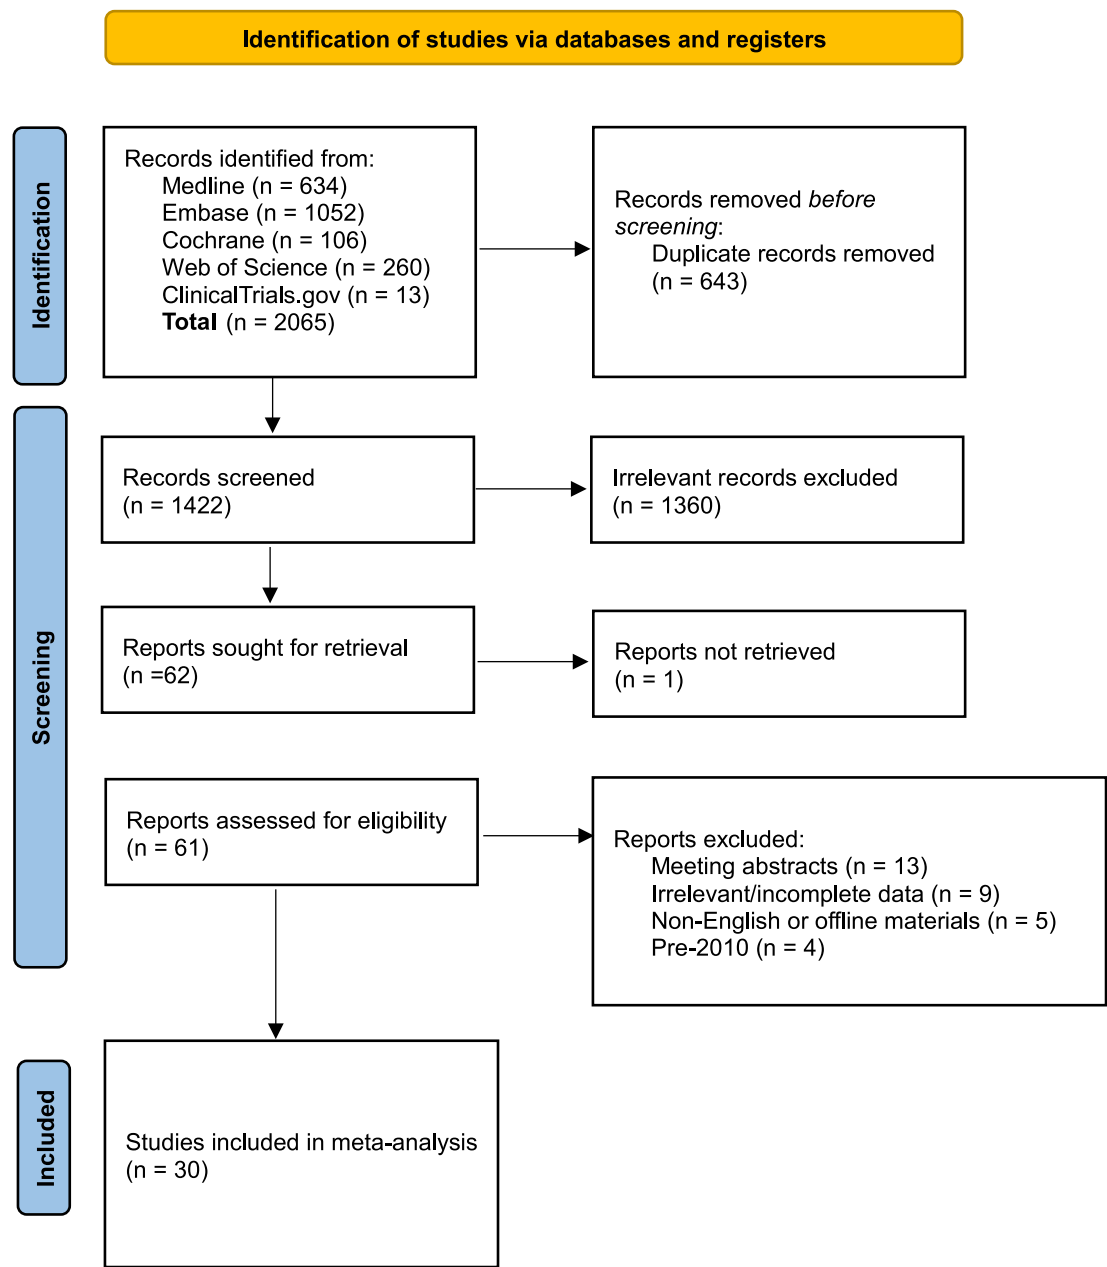 Identification of studies via databases and registers
Identification
Records identified from:
Medline (n = 634)
Embase (n = 1052)
Cochrane (n = 106)
Web of Science (n = 260)
ClinicalTrials.gov (n = 13)
Total (n = 2065)
Records removed before
screening:
Duplicate records removed
(n = 643)
Screening
Records screened
(n = 1422)
Irrelevant records excluded
(n = 1360)
Reports sought for retrieval
(n =62)
Reports not retrieved
(n = 1)
Reports assessed for eligibility
(n = 61)
Reports excluded:
Meeting abstracts (n = 13)
Irrelevant/incomplete data (n = 9)
Non-English or offline materials (n = 5)
Pre-2010 (n = 4)
Included
Studies included in meta-analysis
(n = 30)